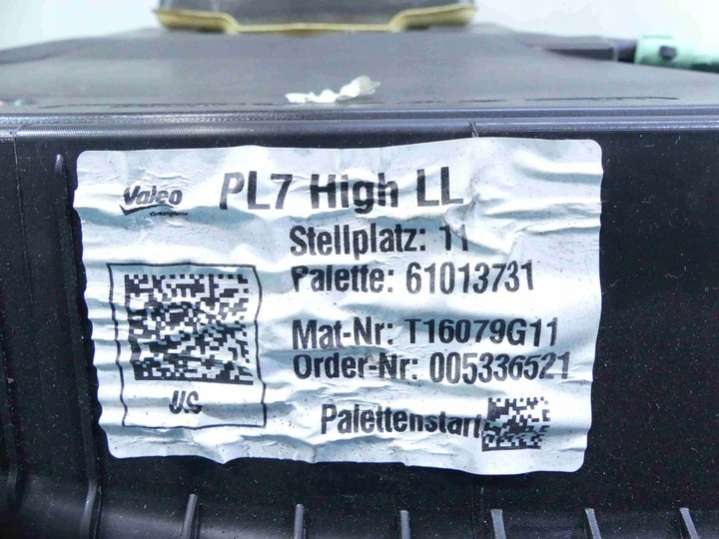 Valeo
PL7 High LL
Stellplatz: 11
Palette: 61013731
Mat-Nr: T16079G11
Order-Nr: 005336521
US
Palettenstart